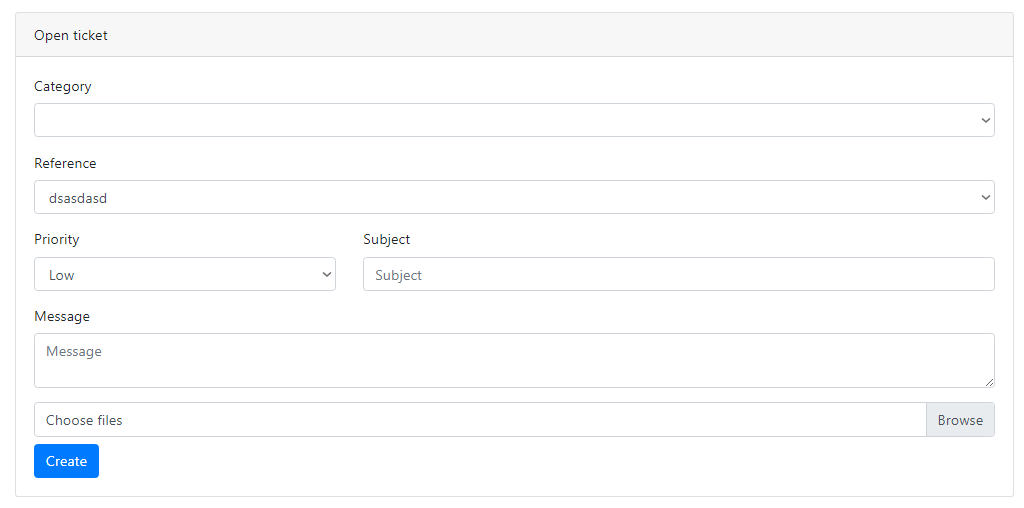 Open ticket
Category
Reference
dsasdasd
Priority Subject
Low Subject
Message
Message
Choose files Browse
Create